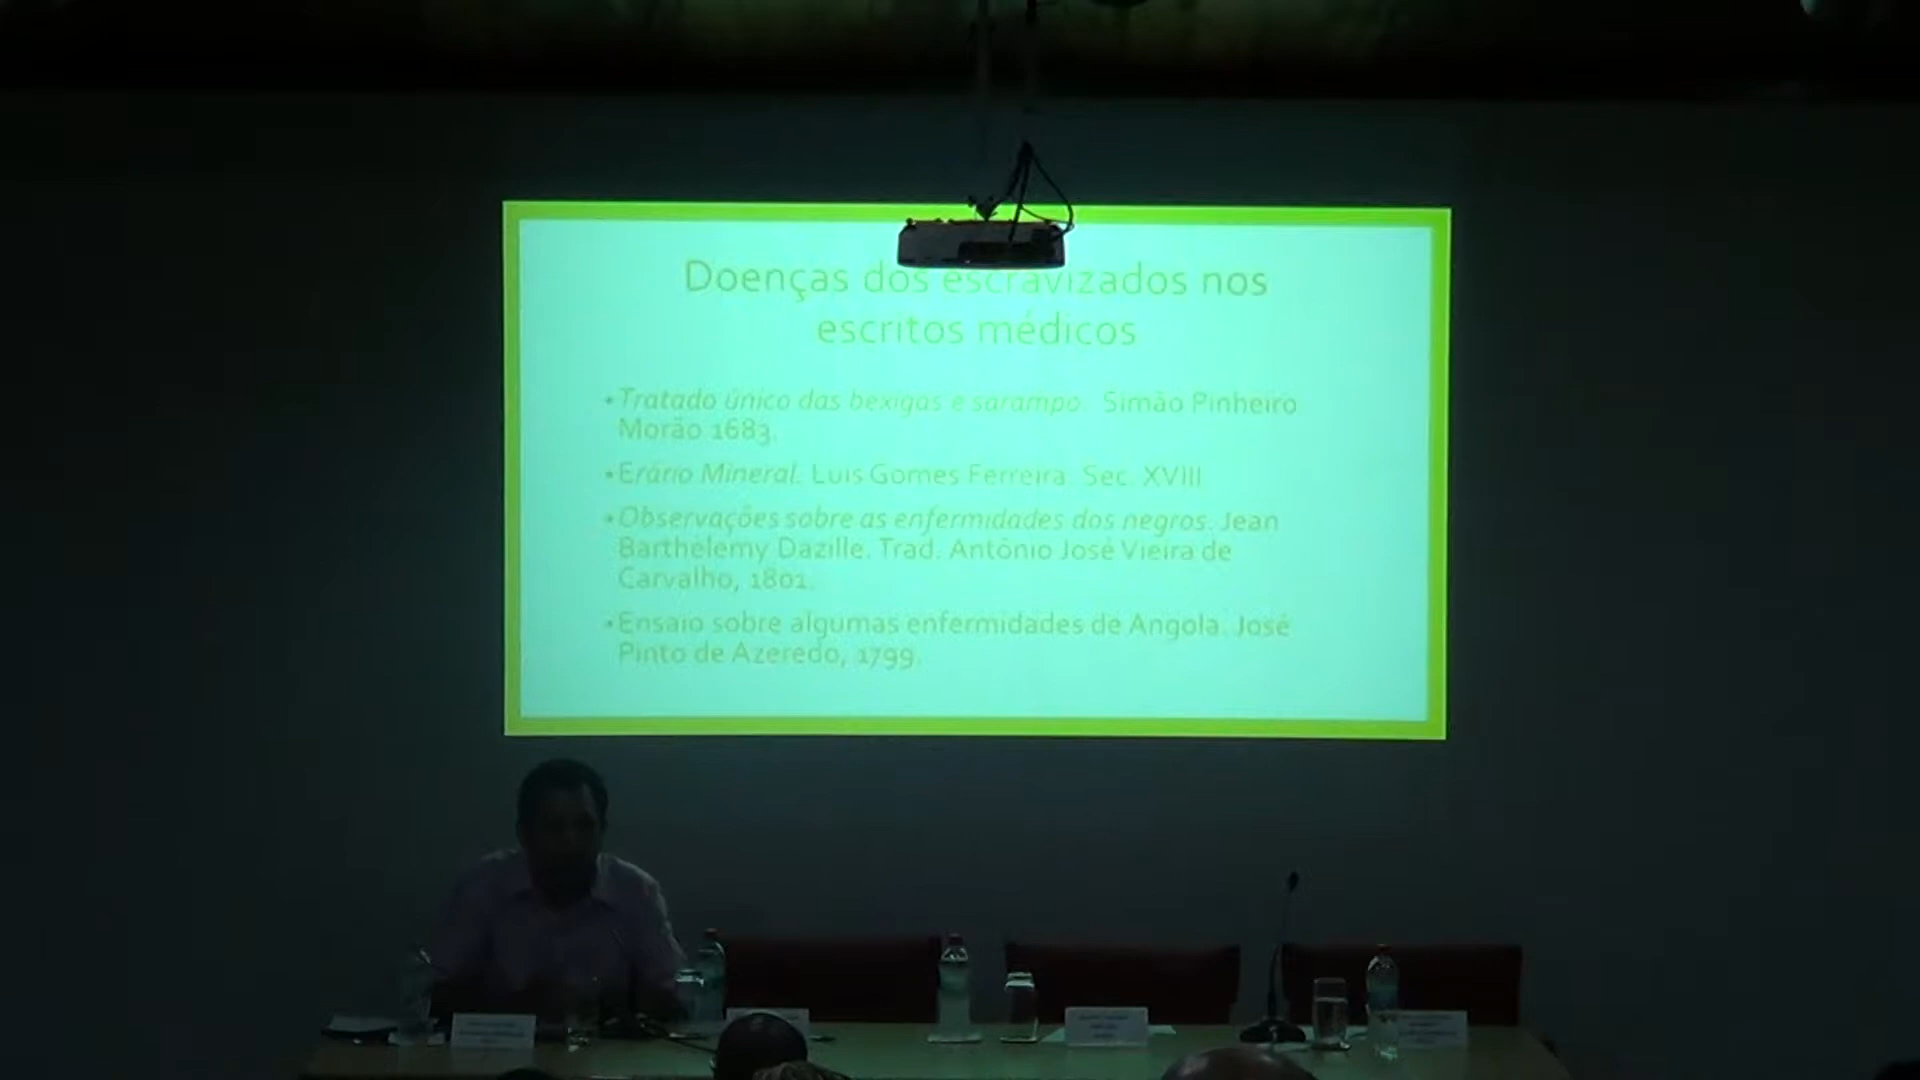 Doenças dos escravizados nos
escritos médicos
•Tratado único das bexigas e sarampo. Simão Pinheiro
Morão 1683.
•Erário Mineral. Luis Gomes Ferreira. Sec. XVIII
•Observações sobre as enfermidades dos negros. Jean
Barthélemy Dazille. Trad. Antônio José Vieira de
Carvalho, 1801.
•Ensaio sobre algumas enfermidades de Angola. José
Pinto de Azeredo, 1799.